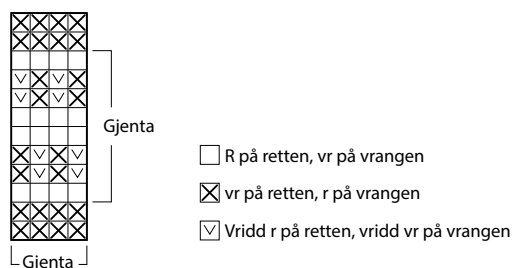 Gjenta
R på retten, vr på vrangen
vr på retten, r på vrangen
Vridd r på retten, vridd vr på vrangen
Gjenta